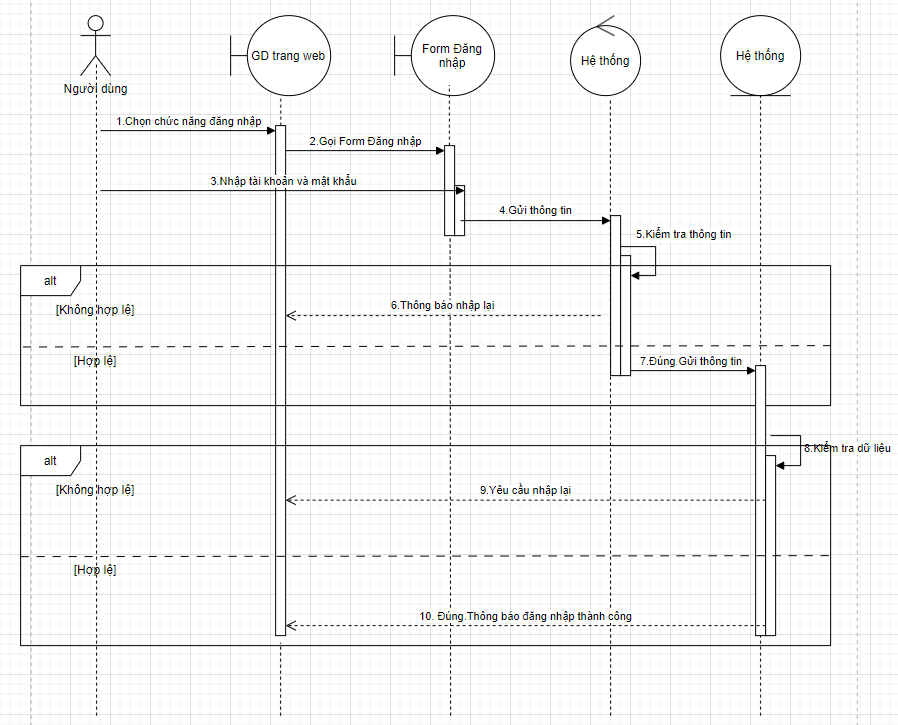 Người dùng
GD trang web
Form Đăng
nhập
Hệ thống
Hệ thống
1.Chọn chức năng đăng nhập
2.Gọi Form Đăng nhập
3.Nhập tài khoản và mật khẩu
4.Gửi thông tin
5.Kiểm tra thông tin
alt
[Không hợp lệ]
6.Thông báo nhập lại
[Hợp lệ]
7.Đúng.Gửi thông tin
alt
8.Kiểm tra dữ liệu
[Không hợp lệ]
9.Yêu cầu nhập lại
[Hợp lệ]
10. Đúng.Thông báo đăng nhập thành công